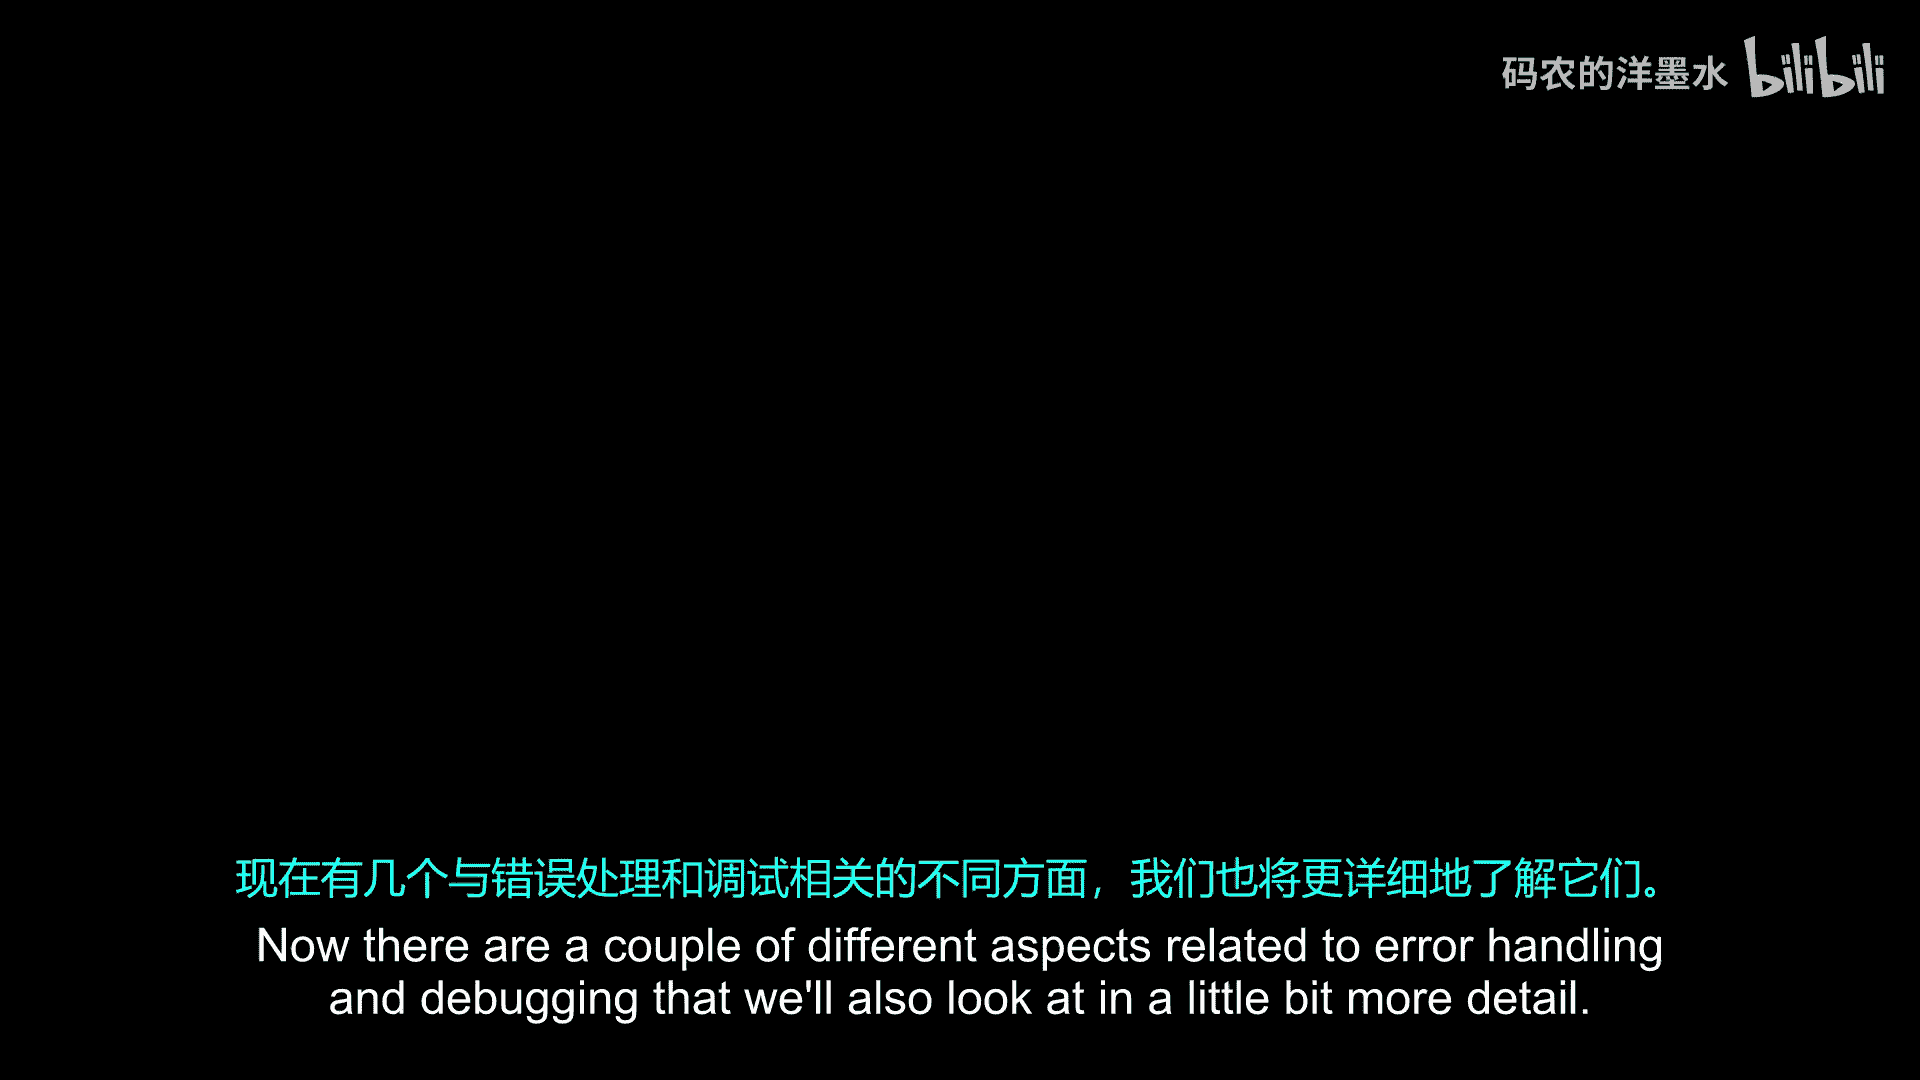 码农的洋墨水 bilibili
现在有几个与错误处理和调试相关的不同方面，我们也将更详细地了解它们。
Now there are a couple of different aspects related to error handling
and debugging that we'll also look at in a little bit more detail.